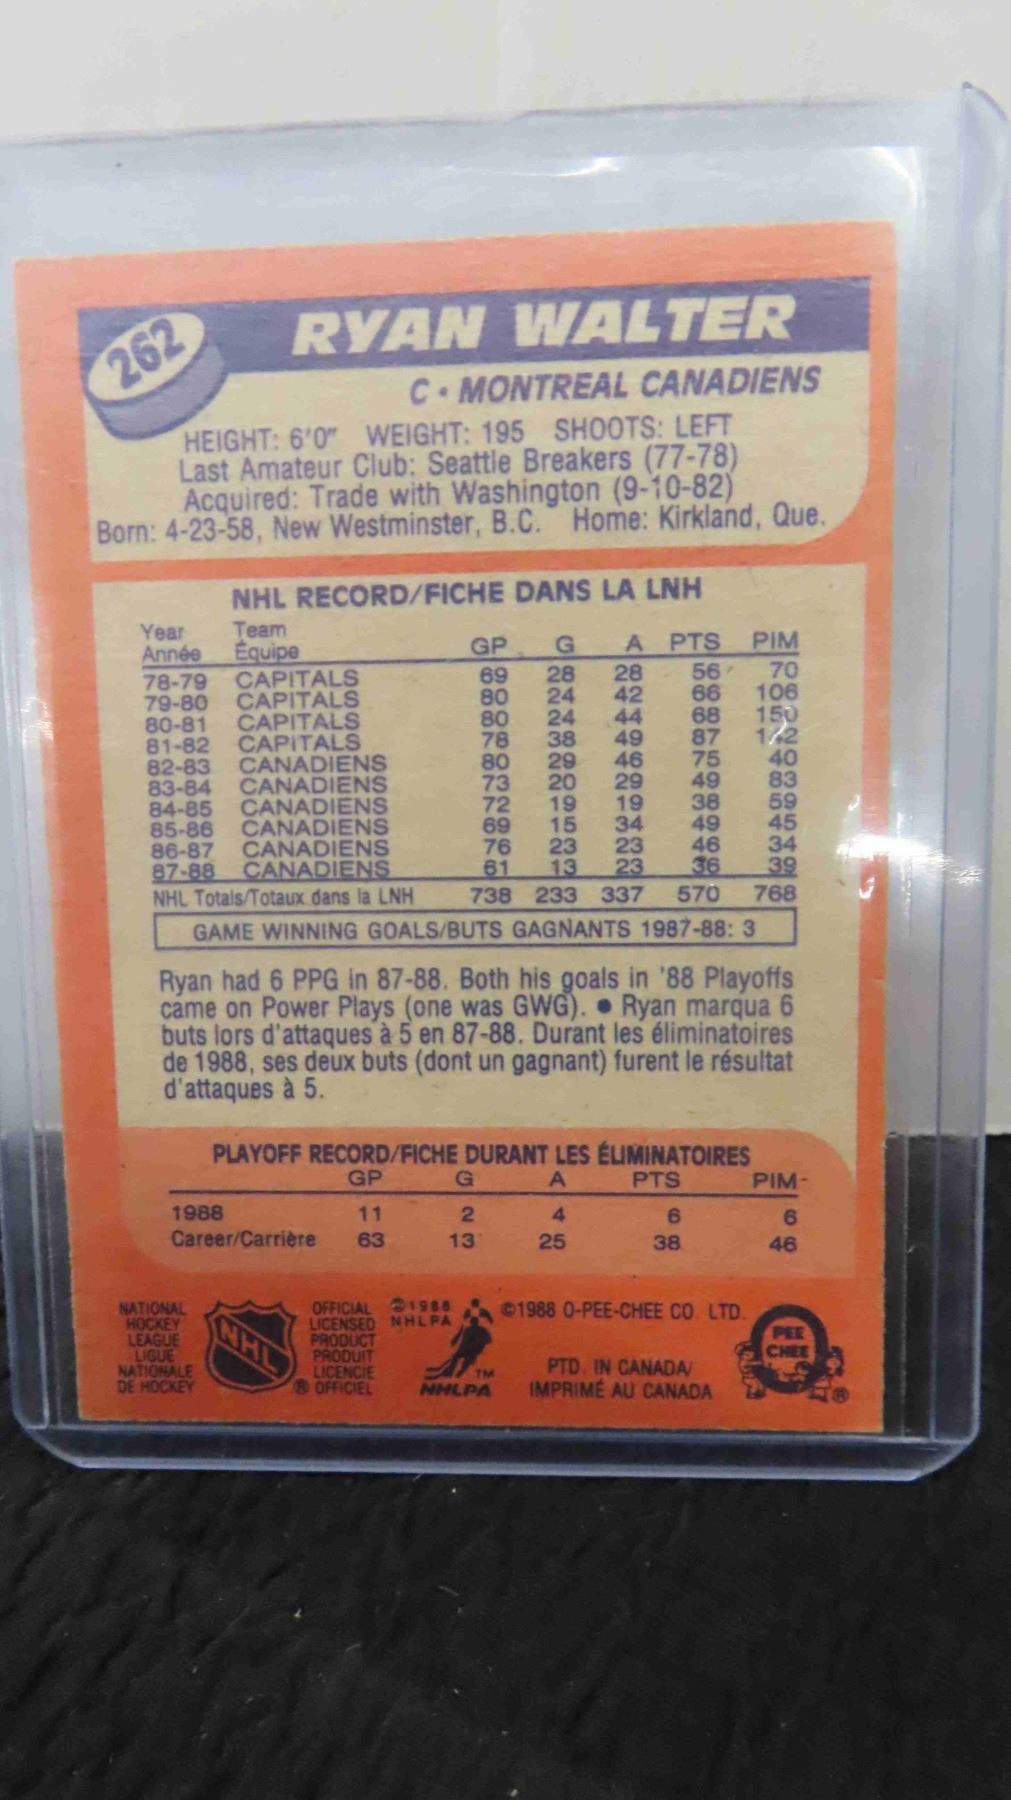 262
RYAN WALTER
C • MONTREAL CANADIENS
HEIGHT: 6'0" WEIGHT: 195 SHOOTS: LEFT
Last Amateur Club: Seattle Breakers (77-78)
Acquired: Trade with Washington (9-10-82)
Born: 4-23-58, New Westminster, B.C. Home: Kirkland, Que.
NHL RECORD/FICHE DANS LA LNH
Year Team
Année Équipe GP G A PTS PIM
78-79 CAPITALS 69 28 28 56 70
79-80 CAPITALS 80 24 42 66 106
80-81 CAPITALS 80 24 44 68 150
81-82 CAPITALS 78 38 49 87 142
82-83 CANADIENS 80 29 46 75 40
83-84 CANADIENS 73 20 29 49 83
84-85 CANADIENS 72 19 19 38 59
85-86 CANADIENS 69 15 34 49 45
86-87 CANADIENS 76 23 23 46 34
87-88 CANADIENS 61 13 23 36 39
NHL Totals/Totaux dans la LNH 738 233 337 570 768
GAME WINNING GOALS/BUTS GAGNANTS 1987-88: 3
Ryan had 6 PPG in 87-88. Both his goals in '88 Playoffs
came on Power Plays (one was GWG). • Ryan marqua 6
buts lors d'attaques à 5 en 87-88. Durant les éliminatoires
de 1988, ses deux buts (dont un gagnant) furent le résultat
d'attaques à 5.
PLAYOFF RECORD/FICHE DURANT LES ÉLIMINATOIRES
GP G A PTS PIM
1988 11 2 4 6 6
Career/Carrière 63 13 25 38 46
NATIONAL
HOCKEY
LEAGUE
LIGUE
NATIONALE
DE HOCKEY
NHL
OFFICIAL
LICENSED
PRODUCT
PRODUIT
LICENCIE
® OFFICIEL
©1988
NHLPA
TM
NHLPA
©1988 O-PEE-CHEE CO. LTD.
PTD. IN CANADA/
IMPRIMÉ AU CANADA
PEE
CHEE
®